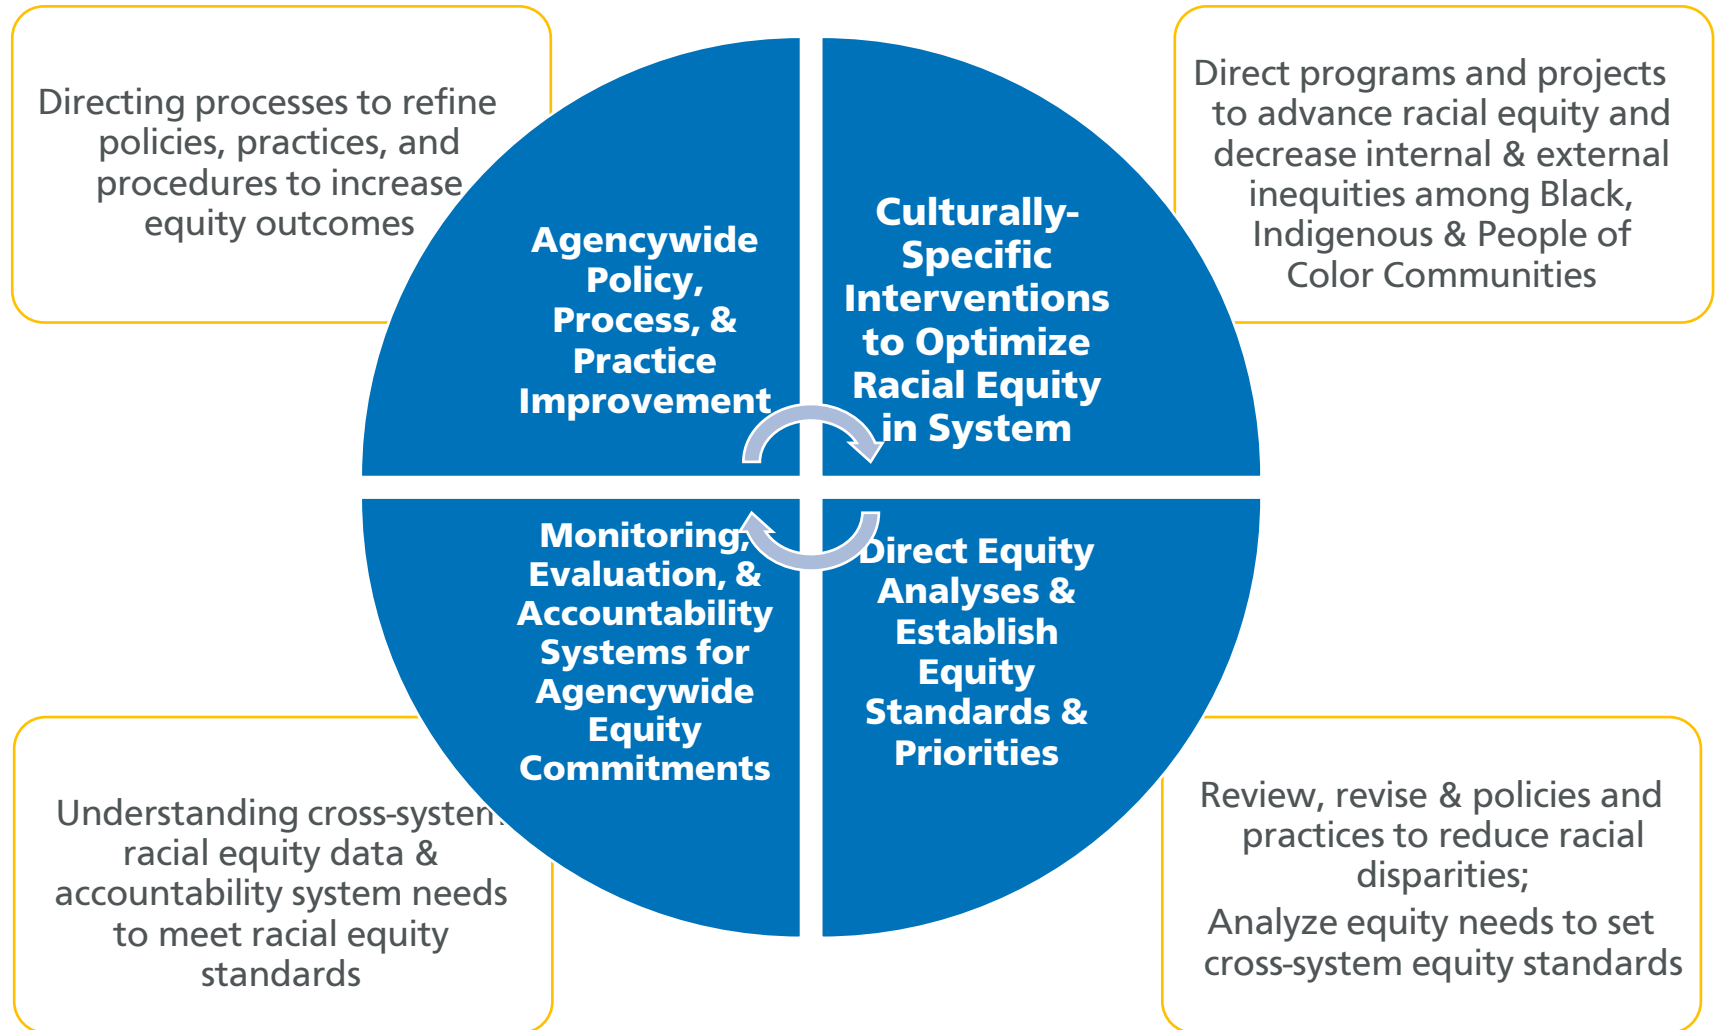 Directing processes to refine
policies, practices, and
procedures to increase
equity outcomes
Agencywide
Policy,
Process, &
Practice
Improvement
Culturally-
Specific
Interventions
to Optimize
Racial Equity
in System
Direct programs and projects
to advance racial equity and
decrease internal & external
inequities among Black,
Indigenous & People of
Color Communities
Monitoring,
Evaluation, &
Accountability
Systems for
Agencywide
Equity
Commitments
Direct Equity
Analyses &
Establish
Equity
Standards &
Priorities
Understanding cross-system
racial equity data &
accountability system needs
to meet racial equity
standards
Review, revise & policies and
practices to reduce racial
disparities;
Analyze equity needs to set
cross-system equity standards